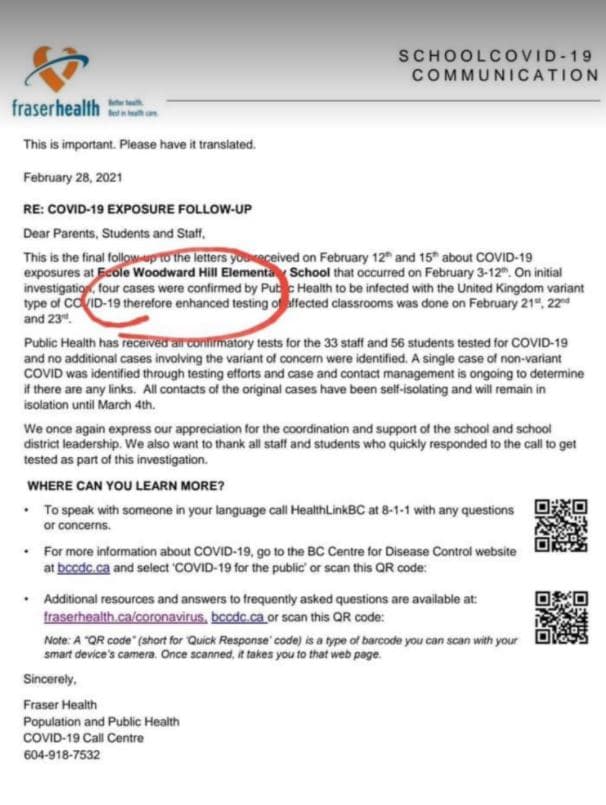 SCHOOLCOVID-19
COMMUNICATION
fraserhealth
Better health.
Best in health care.
This is important. Please have it translated.
February 28, 2021
RE: COVID-19 EXPOSURE FOLLOW-UP
Dear Parents, Students and Staff,
This is the final follow-up to the letters you received on February 12th and 15th about COVID-19
exposures at Ecole Woodward Hill Elementary School that occurred on February 3-12th. On initial
investigation, four cases were confirmed by Public Health to be infected with the United Kingdom variant
type of COVID-19 therefore enhanced testing of affected classrooms was done on February 21st, 22nd
and 23rd.
Public Health has received all confirmatory tests for the 33 staff and 56 students tested for COVID-19
and no additional cases involving the variant of concern were identified. A single case of non-variant
COVID was identified through testing efforts and case and contact management is ongoing to determine
if there are any links. All contacts of the original cases have been self-isolating and will remain in
isolation until March 4th.
We once again express our appreciation for the coordination and support of the school and school
district leadership. We also want to thank all staff and students who quickly responded to the call to get
tested as part of this investigation.
WHERE CAN YOU LEARN MORE?
• To speak with someone in your language call HealthLinkBC at 8-1-1 with any questions
or concerns.
• For more information about COVID-19, go to the BC Centre for Disease Control website
at bccdc.ca and select 'COVID-19 for the public' or scan this QR code:
• Additional resources and answers to frequently asked questions are available at:
fraserhealth.ca/coronavirus, bccdc.ca or scan this QR code:
Note: A "QR code" (short for 'Quick Response' code) is a type of barcode you can scan with your
smart device's camera. Once scanned, it takes you to that web page.
Sincerely,
Fraser Health
Population and Public Health
COVID-19 Call Centre
604-918-7532